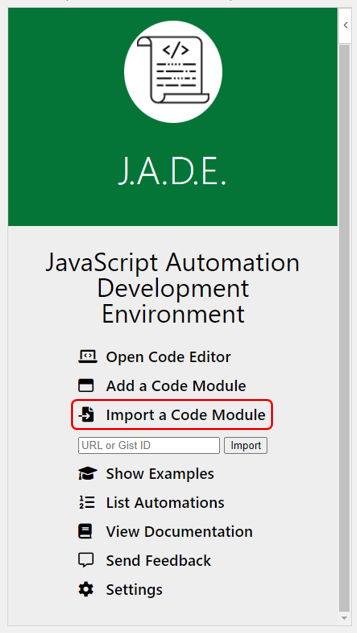 </>
J.A.D.E.
JavaScript Automation
Development
Environment
Open Code Editor
Add a Code Module
Import a Code Module
URL or Gist ID Import
Show Examples
List Automations
View Documentation
Send Feedback
Settings